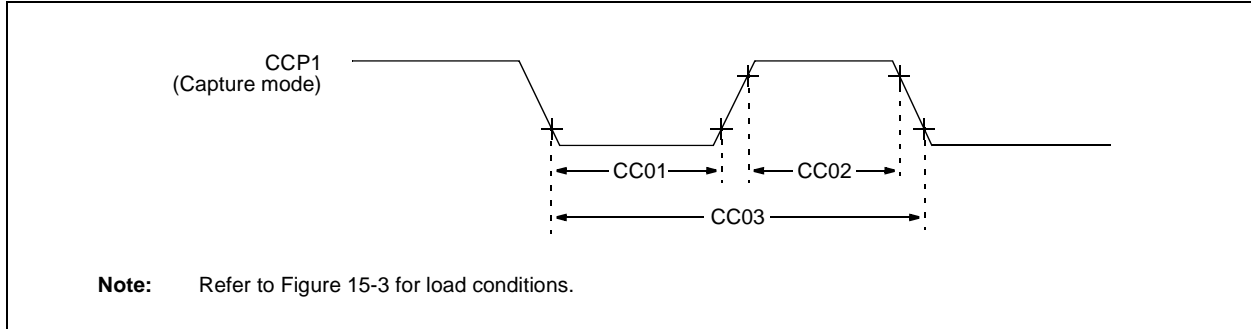 CCP1
(Capture mode)
CC01
CC02
CC03
Note: Refer to Figure 15-3 for load conditions.